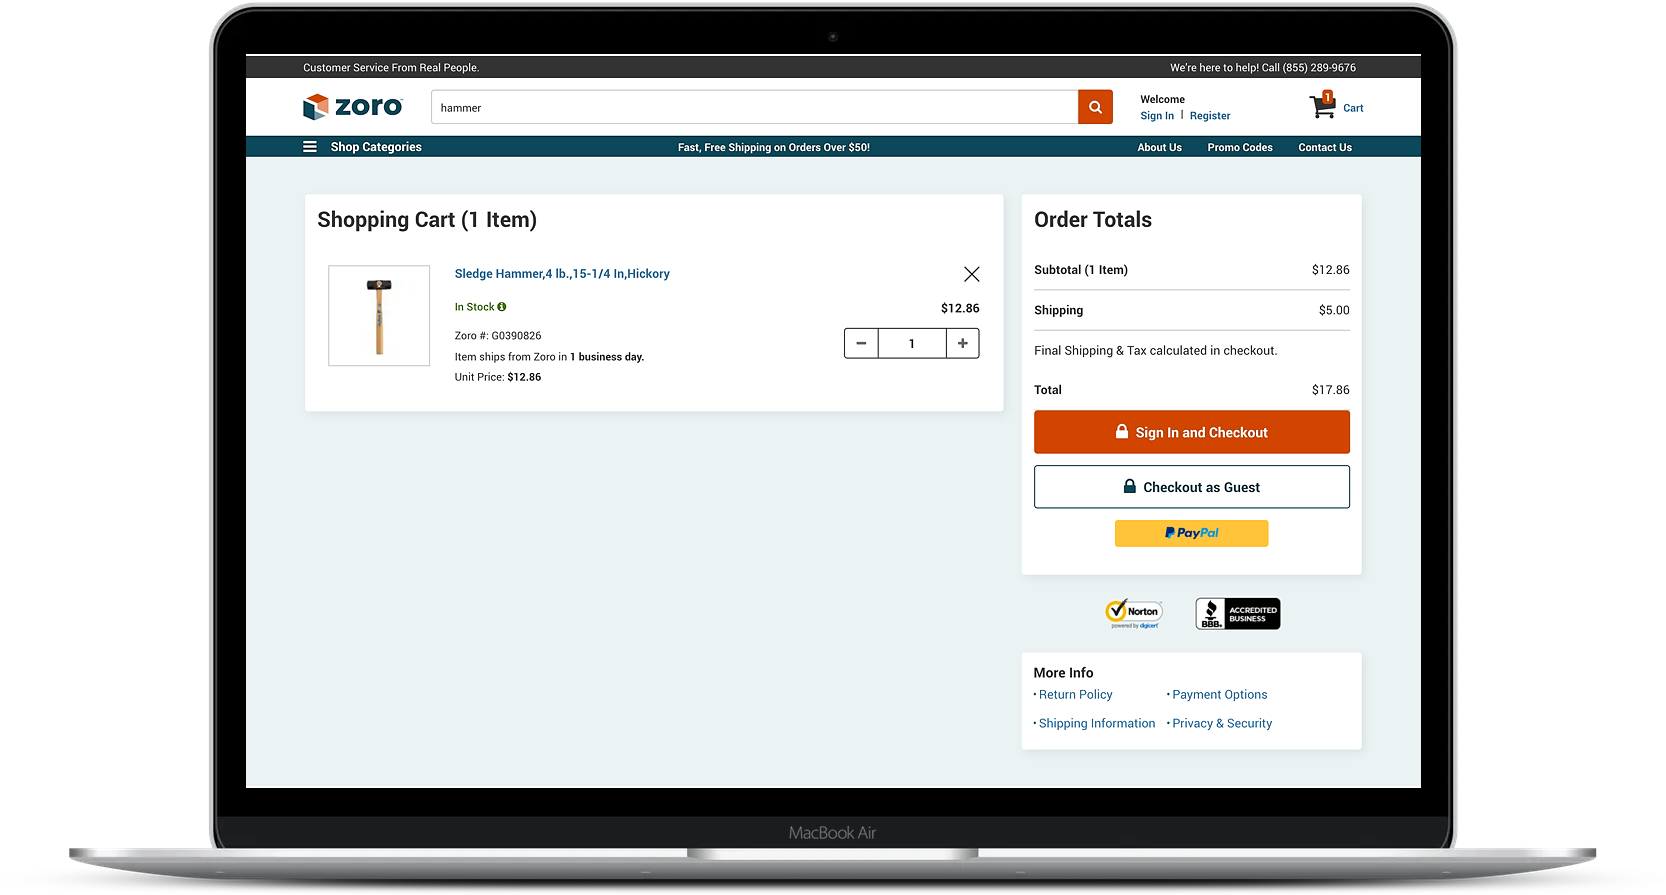 Customer Service From Real People.
We're here to help! Call (855) 289-9676
zoro
hammer
Welcome
Sign In | Register
1
Cart
Shop Categories
Fast, Free Shipping on Orders Over $50!
About Us
Promo Codes
Contact Us
Shopping Cart (1 Item)
Sledge Hammer,4 lb.,15-1/4 In,Hickory
In Stock
$12.86
Zoro #: G0390826
1
Item ships from Zoro in 1 business day.
Unit Price: $12.86
Order Totals
Subtotal (1 Item) $12.86
Shipping $5.00
Final Shipping & Tax calculated in checkout.
Total $17.86
Sign In and Checkout
Checkout as Guest
PayPal
Norton
powered by digicert
BBB.
ACCREDITED
BUSINESS
More Info
• Return Policy
• Payment Options
• Shipping Information
• Privacy & Security
MacBook Air